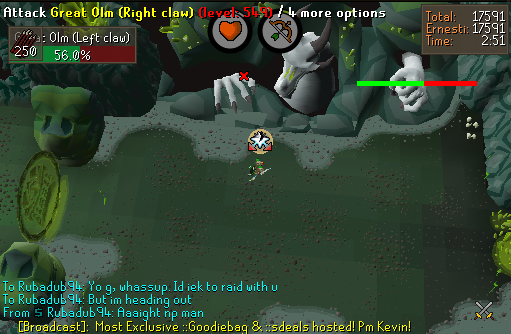 Attack Great Olm (Right claw) (level: 549) / 4 more options
Olm (Left claw)
250 56.0%
Total: 17591
Ernesti: 17591
Time: 2:51
To Rubadub94: Yo g, whassup. Id iek to raid with u
To Rubadub94: But im heading out
From S Rubadub94: Aaaight np man
[Broadcast]: Most Exclusive ::Goodiebag & ::sdeals hosted! Pm Kevin!